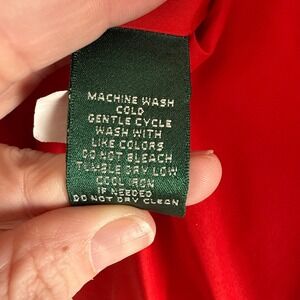 MACHINE WASH
COLD
GENTLE CYCLE
WASH WITH
LIKE COLORS
DO NOT BLEACH
TUMBLE DRY LOW
COOL IRON
IF NEEDED
DO NOT DRY CLEAN